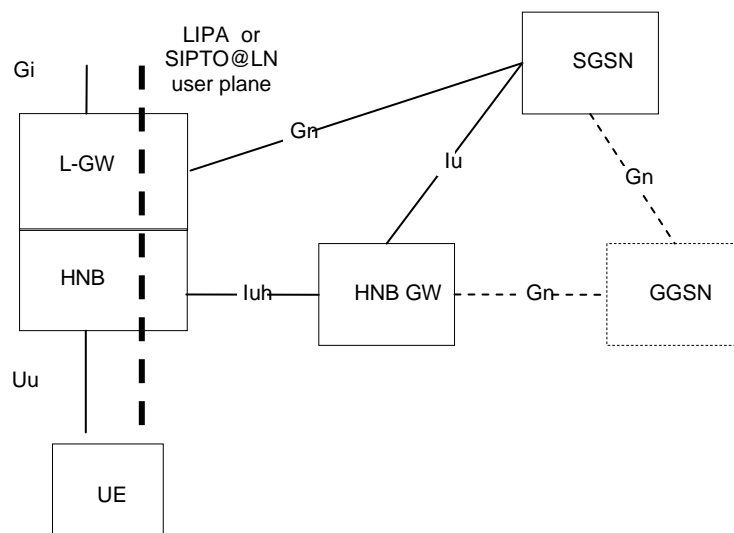 LIPA or
SIPTO@LN
user plane
Gi
SGSN
Gn
L-GW
Iu
Gn
HNB
Iuh
HNB GW
Gn
GGSN
Uu
UE